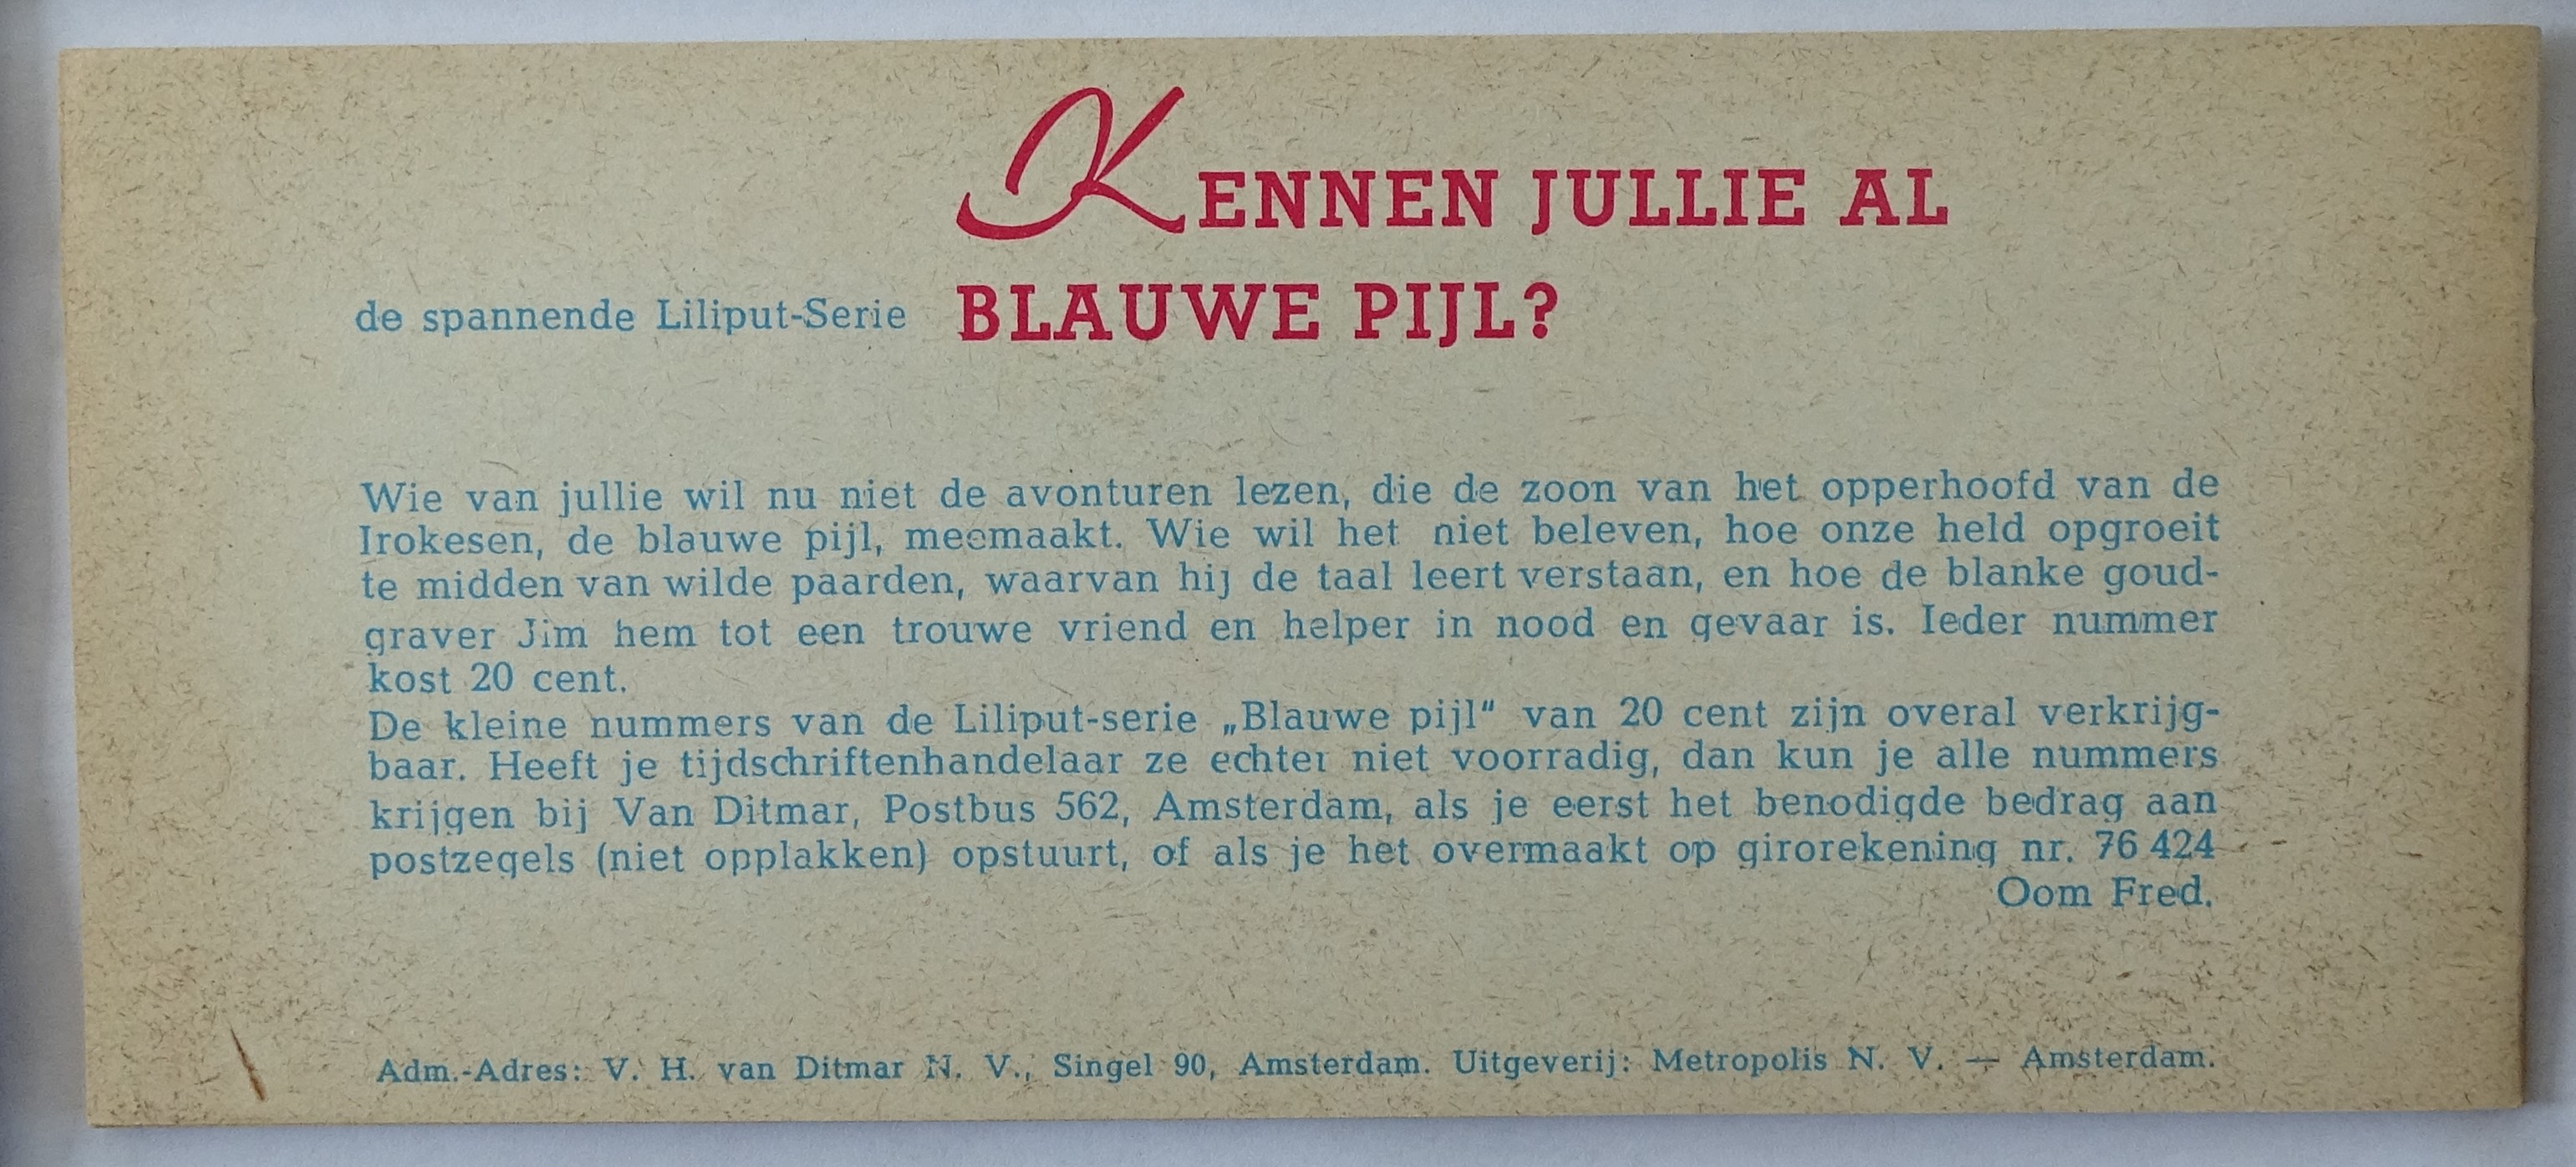 KENNEN JULLIE AL
de spannende Liliput-Serie BLAUWE PIJL?
Wie van jullie wil nu niet de avonturen lezen, die de zoon van het opperhoofd van de
Irokesen, de blauwe pijl, meemaakt. Wie wil het niet beleven, hoe onze held opgroeit
te midden van wilde paarden, waarvan hij de taal leert verstaan, en hoe de blanke goud-
graver Jim hem tot een trouwe vriend en helper in nood en gevaar is. Ieder nummer
kost 20 cent.
De kleine nummers van de Liliput-serie „Blauwe pijl“ van 20 cent zijn overal verkrijg-
baar. Heeft je tijdschriftenhandelaar ze echter niet voorradig, dan kun je alle nummers
krijgen bij Van Ditmar, Postbus 562, Amsterdam, als je eerst het benodigde bedrag aan
postzegels (niet opplakken) opstuurt, of als je het overmaakt op girorekening nr. 76 424
Oom Fred.
Adm.-Adres: V. H. van Ditmar N. V., Singel 90, Amsterdam. Uitgeverij: Metropolis N. V. — Amsterdam.